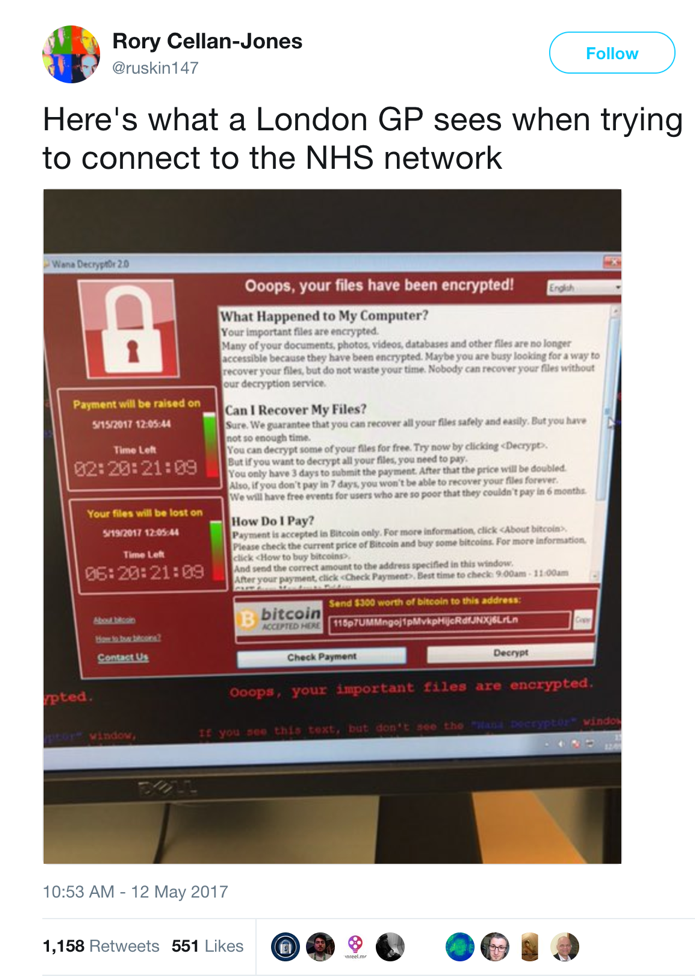 Rory Cellan-Jones
@ruskin147
Follow
Here's what a London GP sees when trying
to connect to the NHS network
Wana Decrypt0r 2.0
Ooops, your files have been encrypted!
English
What Happened to My Computer?
Your important files are encrypted.
Many of your documents, photos, videos, databases and other files are no longer
accessible because they have been encrypted. Maybe you are busy looking for a way to
recover your files, but do not waste your time. Nobody can recover your files without
our decryption service.
Can I Recover My Files?
Sure. We guarantee that you can recover all your files safely and easily. But you have
not so enough time.
You can decrypt some of your files for free. Try now by clicking <Decrypt>.
But if you want to decrypt all your files, you need to pay.
You only have 3 days to submit the payment. After that the price will be doubled.
Also, if you don't pay in 7 days, you won't be able to recover your files forever.
We will have free events for users who are so poor that they couldn't pay in 6 months.
How Do I Pay?
Payment is accepted in Bitcoin only. For more information, click <About bitcoin>.
Please check the current price of Bitcoin and buy some bitcoins. For more information,
click <How to buy bitcoins>.
And send the correct amount to the address specified in this window.
After your payment, click <Check Payment>. Best time to check: 9:00am - 11:00am
Payment will be raised on
5/15/2017 12:05:44
Time Left
02:20:21:09
Your files will be lost on
5/19/2017 12:05:44
Time Left
06:20:21:09
About bitcoin
How to buy bitcoins?
Contact Us
bitcoin
ACCEPTED HERE
Send $300 worth of bitcoin to this address:
115p7UMMngoj1pMvkpHijcRdfJNXj6LrLn
Copy
Check Payment
Decrypt
ypted.
Ooops, your important files are encrypted.
ptor" window,
If you see this text, but don't see the "Wana Decryptor" window
DELL
10:53 AM - 12 May 2017
1,158 Retweets 551 Likes